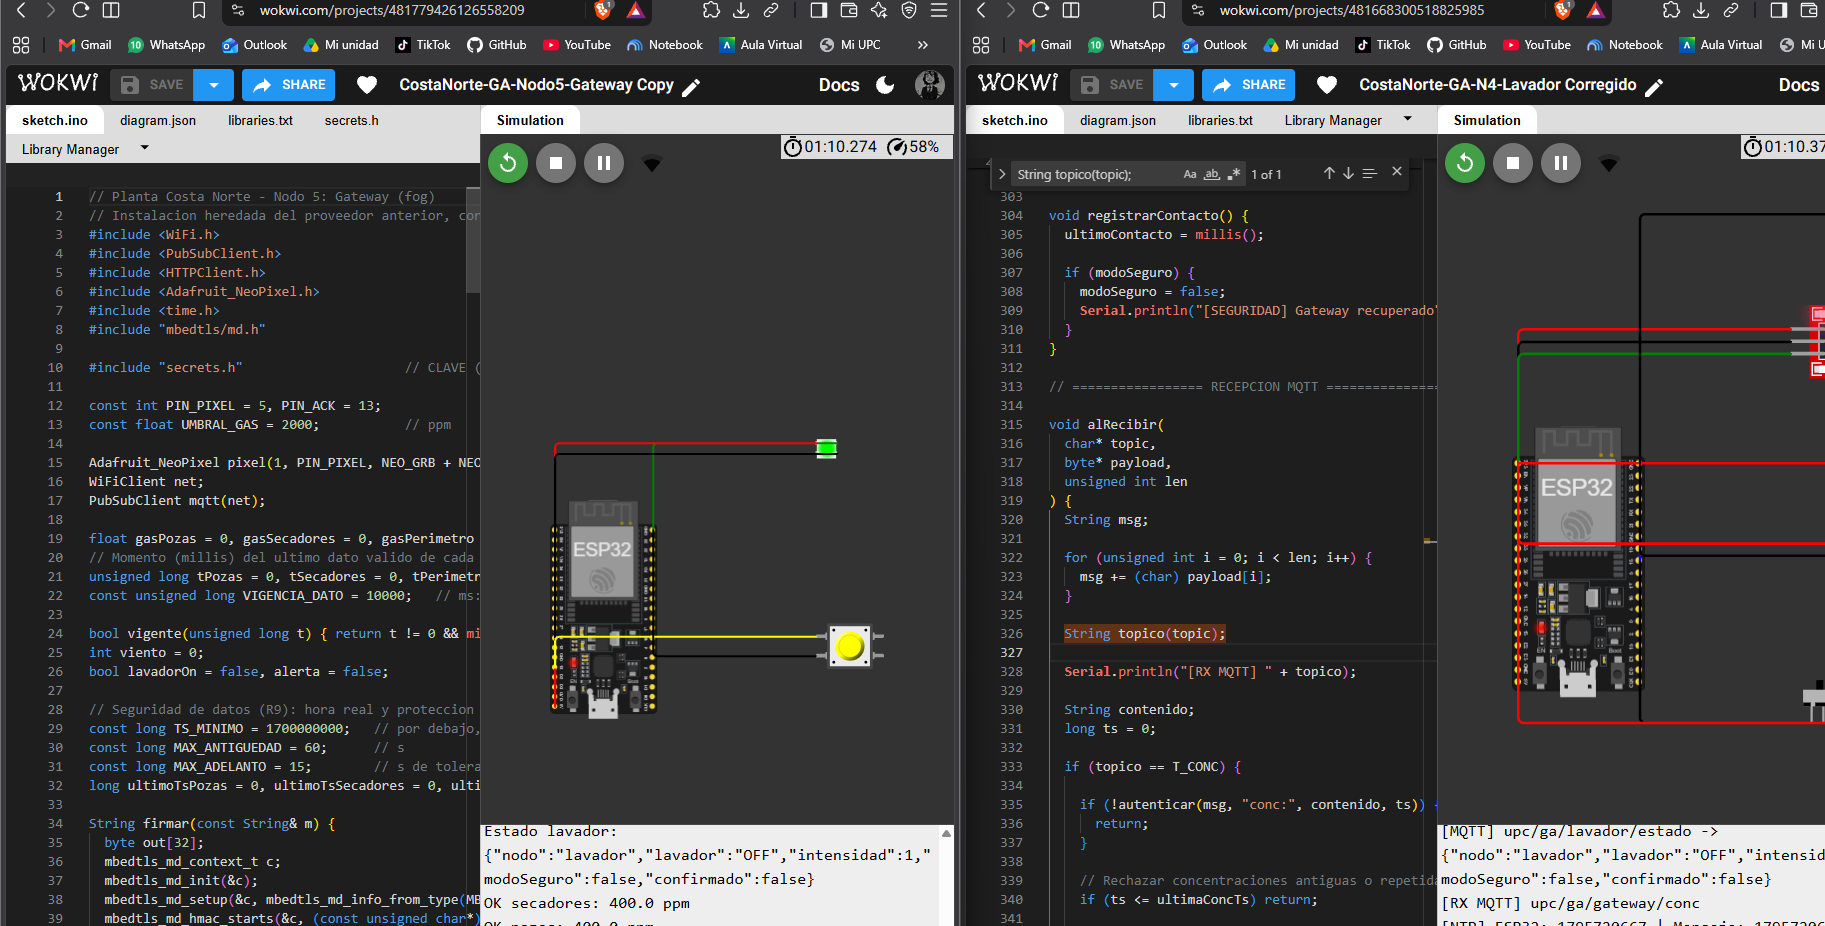 wokwi.com/projects/481779426126558209
Gmail WhatsApp Outlook Mi unidad TikTok GitHub YouTube Notebook Aula Virtual Mi UPC »
WOKWI SAVE SHARE CostaNorte-GA-Nodo5-Gateway Copy Docs
sketch.ino diagram.json libraries.txt secrets.h
Library Manager
Simulation
01:10.274 58%
1 // Planta Costa Norte - Nodo 5: Gateway (fog)
2 // Instalacion heredada del proveedor anterior, cor
3 #include <WiFi.h>
4 #include <PubSubClient.h>
5 #include <HTTPClient.h>
6 #include <Adafruit_NeoPixel.h>
7 #include <time.h>
8 #include "mbedtls/md.h"
9
10 #include "secrets.h" // CLAVE (
11
12 const int PIN_PIXEL = 5, PIN_ACK = 13;
13 const float UMBRAL_GAS = 2000; // ppm
14
15 Adafruit_NeoPixel pixel(1, PIN_PIXEL, NEO_GRB + NEO
16 WiFiClient net;
17 PubSubClient mqtt(net);
18
19 float gasPozas = 0, gasSecadores = 0, gasPerimetro
20 // Momento (millis) del ultimo dato valido de cada
21 unsigned long tPozas = 0, tSecadores = 0, tPerimetr
22 const unsigned long VIGENCIA_DATO = 10000; // ms:
23
24 bool vigente(unsigned long t) { return t != 0 && mi
25 int viento = 0;
26 bool lavadorOn = false, alerta = false;
27
28 // Seguridad de datos (R9): hora real y proteccion
29 const long TS_MINIMO = 1700000000; // por debajo,
30 const long MAX_ANTIGUEDAD = 60; // s
31 const long MAX_ADELANTO = 15; // s de tolera
32 long ultimoTsPozas = 0, ultimoTsSecadores = 0, ulti
33
34 String firmar(const String& m) {
35 byte out[32];
36 mbedtls_md_context_t c;
37 mbedtls_md_init(&c);
38 mbedtls_md_setup(&c, mbedtls_md_info_from_type(MB
39 mbedtls_md_hmac_starts(&c, (const unsigned char*)
ESP32
Estado lavador:
{"nodo":"lavador","lavador":"OFF","intensidad":1,"
modoSeguro":false,"confirmado":false}
OK secadores: 400.0 ppm
wokwi.com/projects/481668300518825985
Gmail WhatsApp Outlook Mi unidad TikTok GitHub YouTube Notebook Aula Virtual Mi U
WOKWI SAVE SHARE CostaNorte-GA-N4-Lavador Corregido Docs
sketch.ino diagram.json libraries.txt Library Manager
Simulation
01:10.37
String topico(topic); Aa ab 1 of 1
303
304 void registrarContacto() {
305 ultimoContacto = millis();
306
307 if (modoSeguro) {
308 modoSeguro = false;
309 Serial.println("[SEGURIDAD] Gateway recuperado"
310 }
311 }
312
313 // ================= RECEPCION MQTT ==============
314
315 void alRecibir(
316 char* topic,
317 byte* payload,
318 unsigned int len
319 ) {
320 String msg;
321
322 for (unsigned int i = 0; i < len; i++) {
323 msg += (char) payload[i];
324 }
325
326 String topico(topic);
327
328 Serial.println("[RX MQTT] " + topico);
329
330 String contenido;
331 long ts = 0;
332
333 if (topico == T_CONC) {
334
335 if (!autenticar(msg, "conc:", contenido, ts)) {
336 return;
337 }
338
339 // Rechazar concentraciones antiguas o repetida
340 if (ts <= ultimaConcTs) return;
341
ESP32
[MQTT] upc/ga/lavador/estado ->
{"nodo":"lavador","lavador":"OFF","intensid
modoSeguro":false,"confirmado":false}
[RX MQTT] upc/ga/gateway/conc